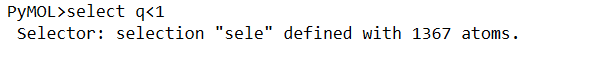 PyMOL>select q<1
Selector: selection "sele" defined with 1367 atoms.